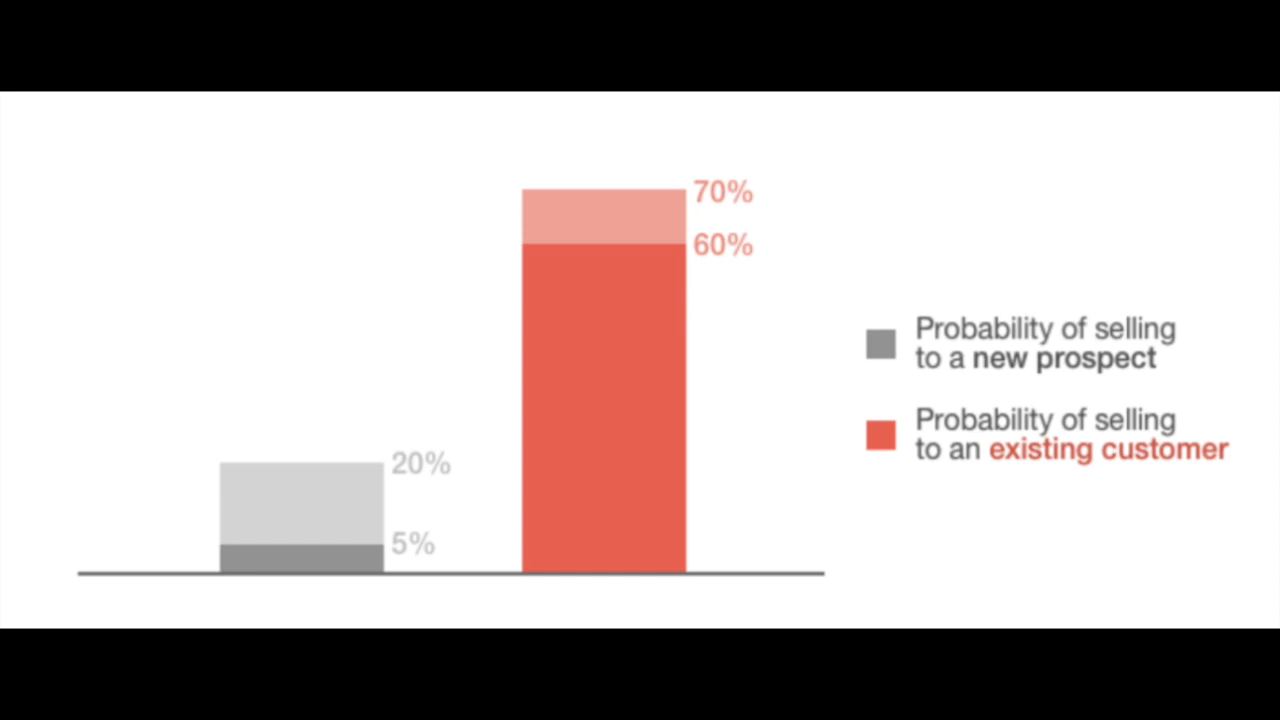 70%
60%
20%
5%
Probability of selling
to a new prospect
Probability of selling
to an existing customer